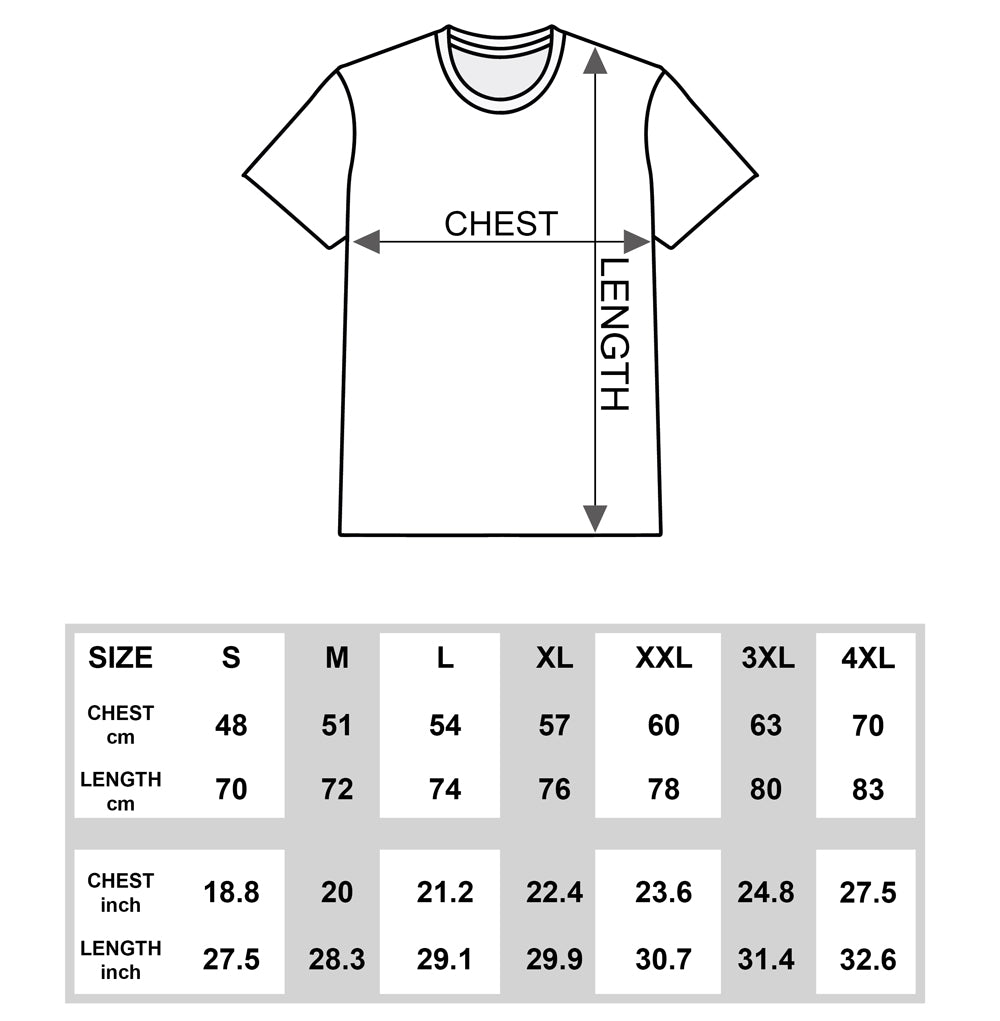 CHEST
LENGTH
SIZE S M L XL XXL 3XL 4XL
CHEST
cm 48 51 54 57 60 63 70
LENGTH
cm 70 72 74 76 78 80 83
CHEST
inch 18.8 20 21.2 22.4 23.6 24.8 27.5
LENGTH
inch 27.5 28.3 29.1 29.9 30.7 31.4 32.6